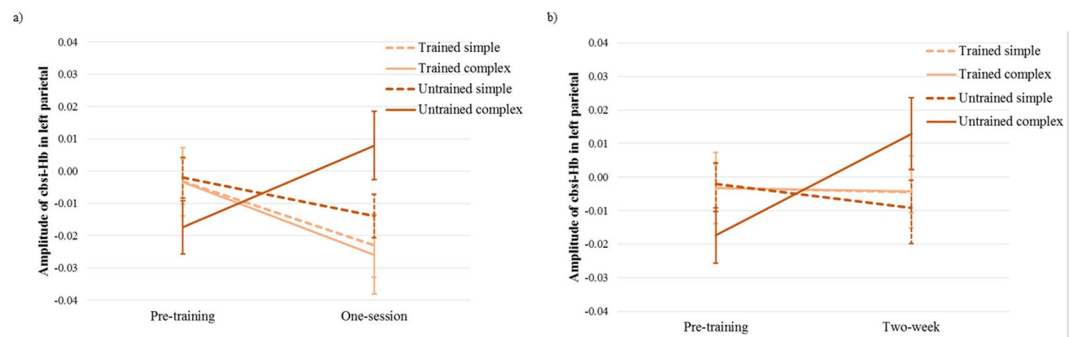 a)
Amplitude of cbsi-Hb in left parietal
0.04
0.03
0.02
0.01
0.00
-0.01
-0.02
-0.03
-0.04
Pre-training
One-session
Trained simple
Trained complex
Untrained simple
Untrained complex
b)
Amplitude of cbsi-Hb in left parietal
0.04
0.03
0.02
0.01
0.00
-0.01
-0.02
-0.03
-0.04
Pre-training
Two-week
Trained simple
Trained complex
Untrained simple
Untrained complex